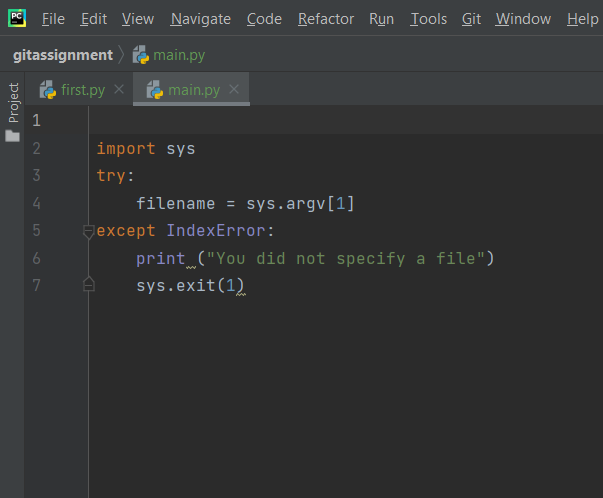 PC File Edit View Navigate Code Refactor Run Tools Git Window Help
gitassignment main.py
Project
first.py main.py
1
2 import sys
3 try:
4     filename = sys.argv[1]
5 except IndexError:
6     print ("You did not specify a file")
7     sys.exit(1)